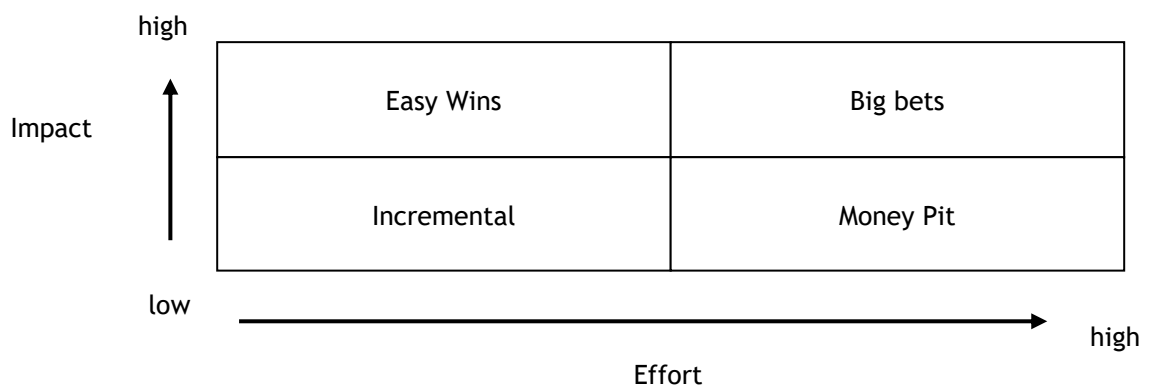 high
Easy Wins
Big bets
Impact
Incremental
Money Pit
low
high
Effort